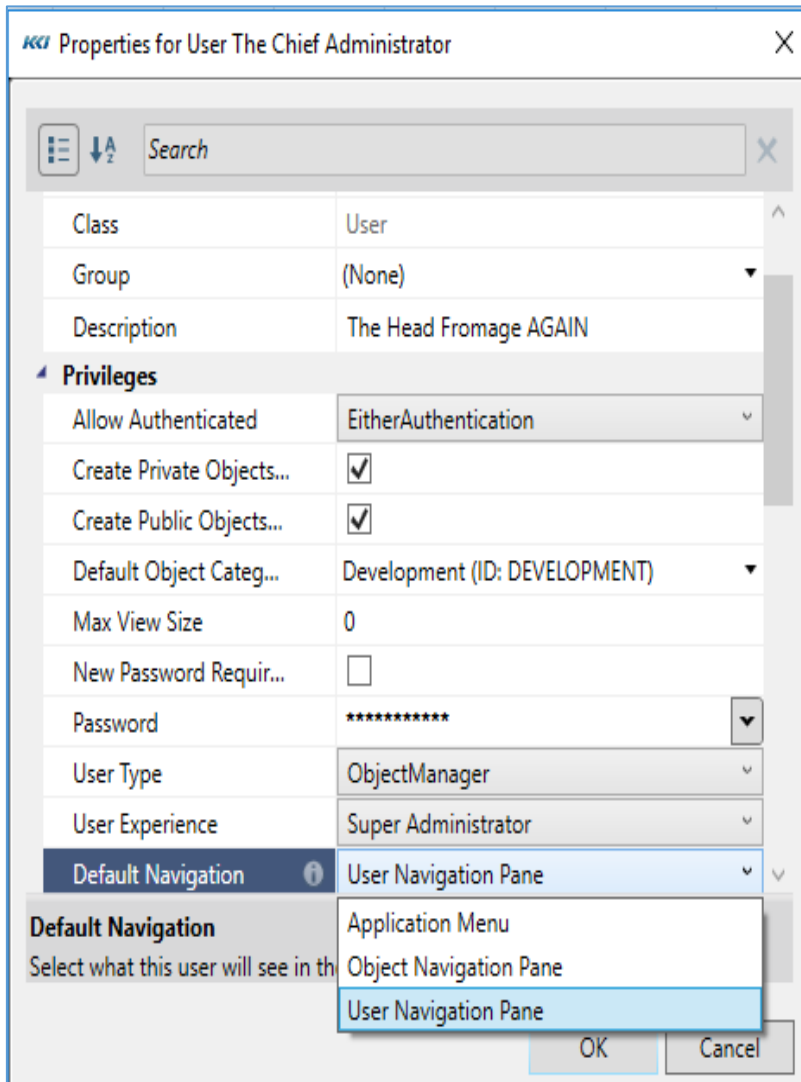 KCI Properties for User The Chief Administrator
Search
Class User
Group (None)
Description The Head Fromage AGAIN
Privileges
Allow Authenticated EitherAuthentication
Create Private Objects...
Create Public Objects...
Default Object Categ... Development (ID: DEVELOPMENT)
Max View Size 0
New Password Requir...
Password ***********
User Type ObjectManager
User Experience Super Administrator
Default Navigation User Navigation Pane
Default Navigation
Select what this user will see in th
Application Menu
Object Navigation Pane
User Navigation Pane
OK Cancel